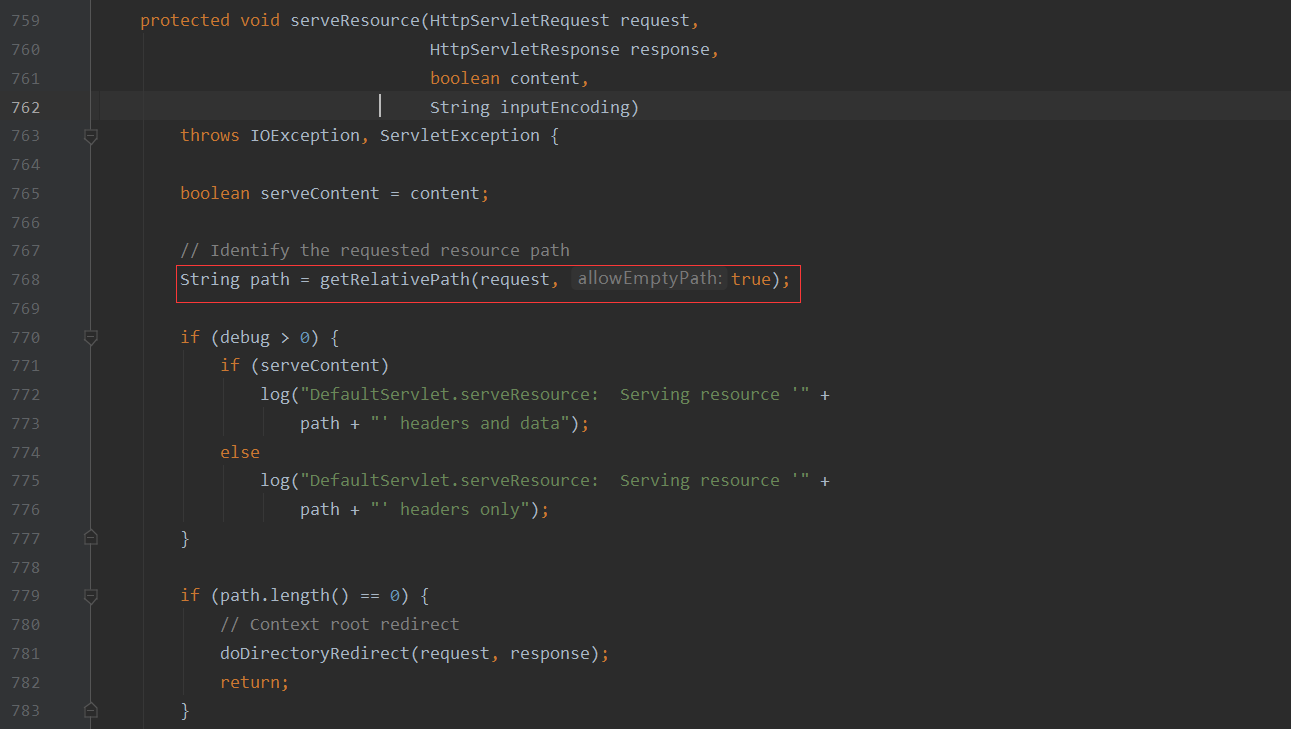 759 protected void serveResource(HttpServletRequest request,
760 HttpServletResponse response,
761 boolean content,
762 String inputEncoding)
763 throws IOException, ServletException {
764
765 boolean serveContent = content;
766
767 // Identify the requested resource path
768 String path = getRelativePath(request, allowEmptyPath: true);
769
770 if (debug > 0) {
771 if (serveContent)
772 log("DefaultServlet.serveResource:  Serving resource '" +
773 path + "' headers and data");
774 else
775 log("DefaultServlet.serveResource:  Serving resource '" +
776 path + "' headers only");
777 }
778
779 if (path.length() == 0) {
780 // Context root redirect
781 doDirectoryRedirect(request, response);
782 return;
783 }